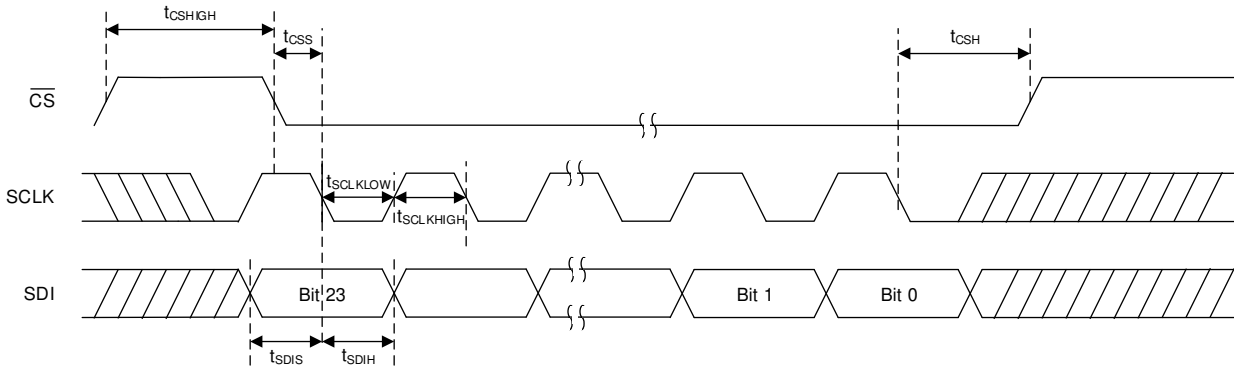 tCSHIGH
tCSS
tCSH
CS
SCLK
tSCLKLOW
tSCLKHIGH
SDI
Bit 23
Bit 1
Bit 0
tSDIS
tSDIH